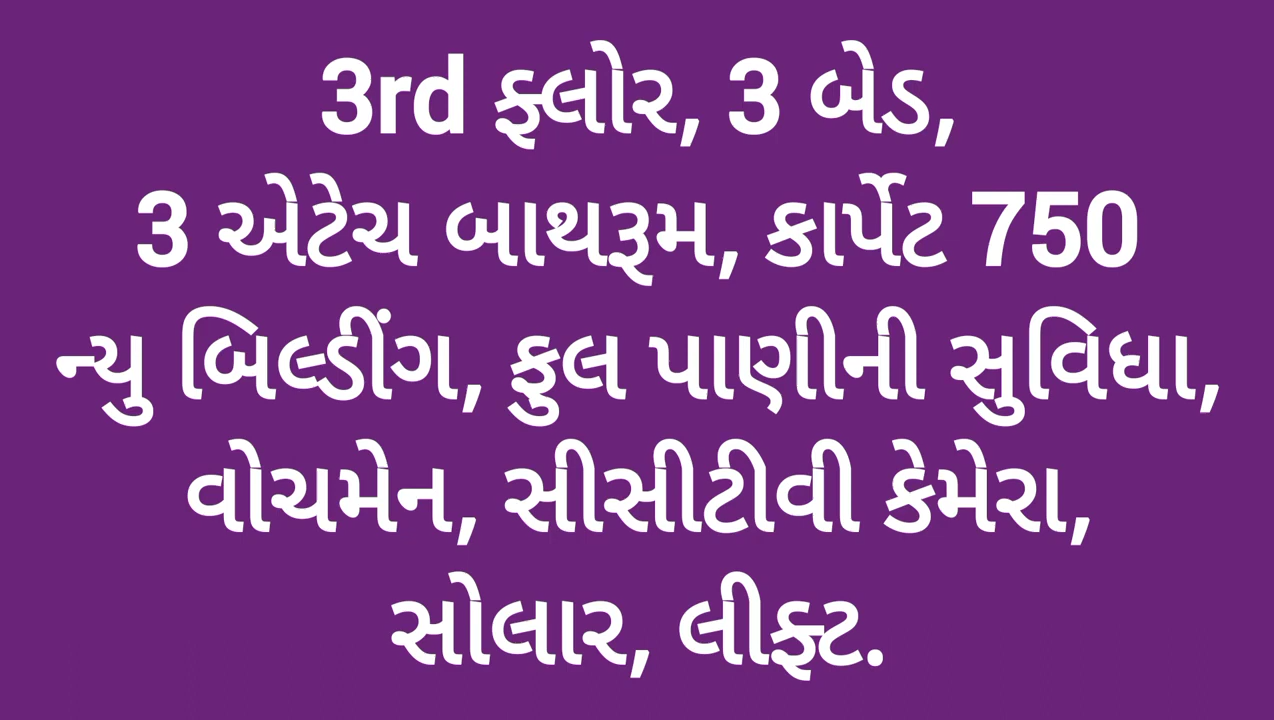 3rd ફ્લોર, 3 બેડ,
3 એટેચ બાથરૂમ, કાર્પેટ 750
ન્યુ બિલ્ડીંગ, ફુલ પાણીની સુવિધા,
વોચમેન, સીસીટીવી કેમેરા,
સોલાર, લીફ્ટ.